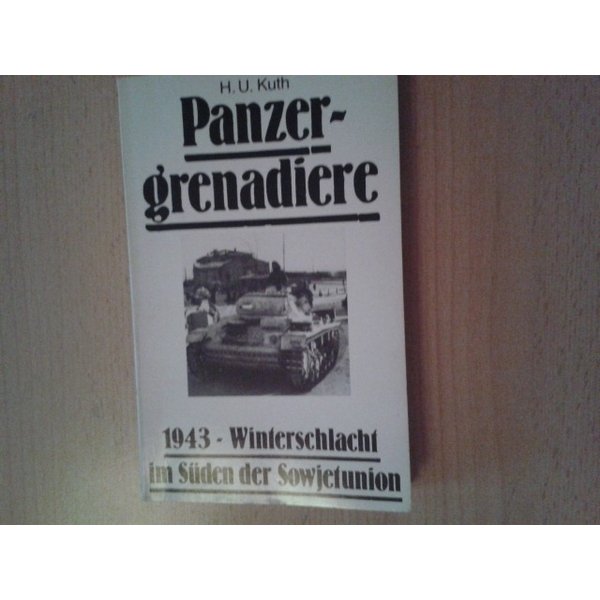 H. U. Kuth
Panzer-
grenadiere
1943 - Winterschlacht
im Süden der Sowjetunion